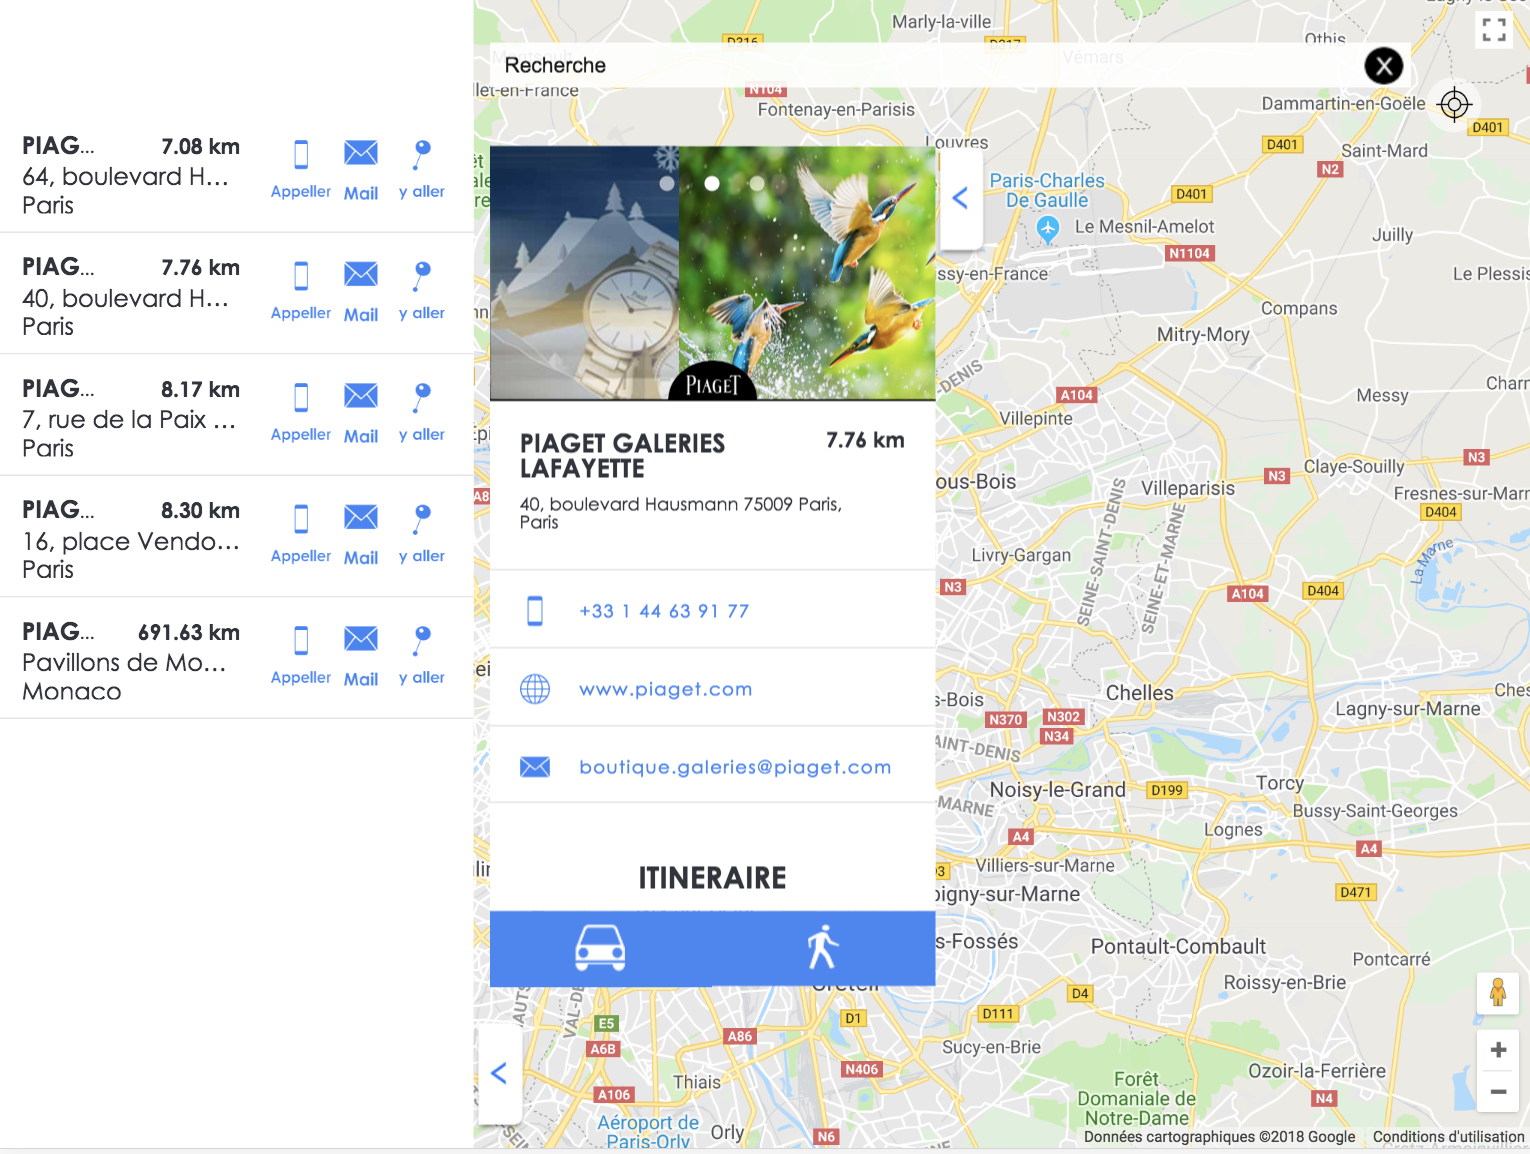 PIAG...
7.08 km
64, boulevard H...
Paris
Appeller
Mail
y aller
PIAG...
7.76 km
40, boulevard H...
Paris
Appeller
Mail
y aller
PIAG...
8.17 km
7, rue de la Paix ...
Paris
Appeller
Mail
y aller
PIAG...
8.30 km
16, place Vendo...
Paris
Appeller
Mail
y aller
PIAG...
691.63 km
Pavillons de Mo...
Monaco
Appeller
Mail
y aller
Recherche
X
PIAGET
PIAGET GALERIES
LAFAYETTE
7.76 km
40, boulevard Hausmann 75009 Paris,
Paris
+33 1 44 63 91 77
www.piaget.com
boutique.galeries@piaget.com
ITINERAIRE
<
<
Marly-la-ville
D316
D317
Othis
Vémars
N104
Fontenay-en-Parisis
Dammartin-en-Goële
D401
Louvres
D401
Saint-Mard
N2
Paris-Charles
De Gaulle
D401
Le Mesnil-Amelot
Juilly
N1104
Le Plessis
Compans
Mitry-Mory
A104
Messy
Villepinte
N3
Claye-Souilly
N3
Villeparisis
Fresnes-sur-Mar
D404
Livry-Gargan
SEINE-SAINT-DENIS
SEINE-ET-MARNE
La Marne
N3
A104
D404
Chelles
Lagny-sur-Marne
N370
N302
N34
Noisy-le-Grand
D199
Torcy
Bussy-Saint-Georges
Lognes
A4
A4
Villiers-sur-Marne
D471
Pontault-Combault
Pontcarré
Roissy-en-Brie
D4
D111
D1
E5
A6B
A86
Sucy-en-Brie
N406
Ozoir-la-Ferrière
Thiais
A106
Forêt
Domaniale de
Notre-Dame
N4
Aéroport de
Paris-Orly
Orly
N6
+
−
Données cartographiques ©2018 Google
Conditions d'utilisation